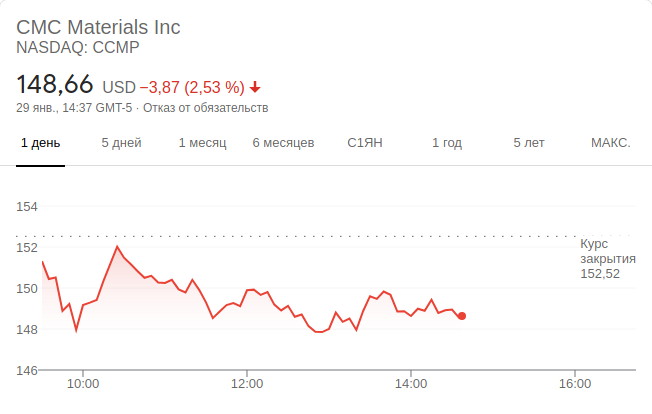 CMC Materials Inc
NASDAQ: CCMP
148,66 USD −3,87 (2,53 %)
29 янв., 14:37 GMT-5 · Отказ от обязательств
1 день 5 дней 1 месяц 6 месяцев С1ЯН 1 год 5 лет МАКС.
154
152
150
148
146
Курс
закрытия
152,52
10:00 12:00 14:00 16:00